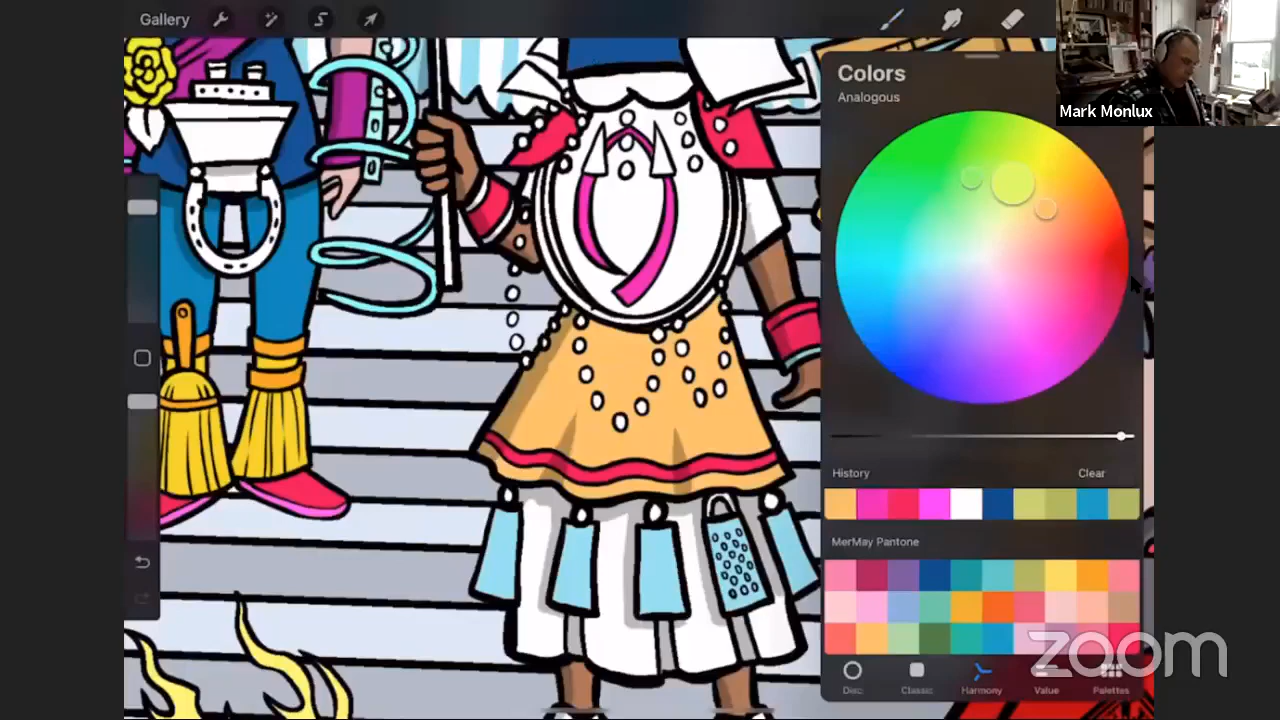 Gallery
Mark Monlux
Colors
Analogous
History
Clear
MerMay Pantone
Disc
Classic
Harmony
Value
Palettes
zoom